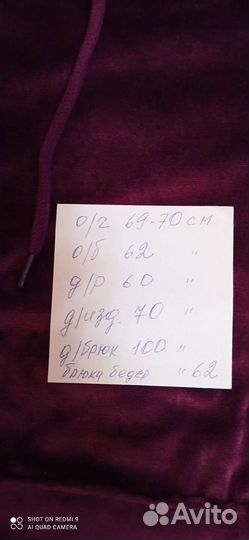 о/г 69-70 см
о/б 62 "
д/р 60 "
д/изд. 70 "
д/брюк 100 "
брюки бедер " 62
SHOT ON REDMI 9
AI QUAD CAMERA
Avito